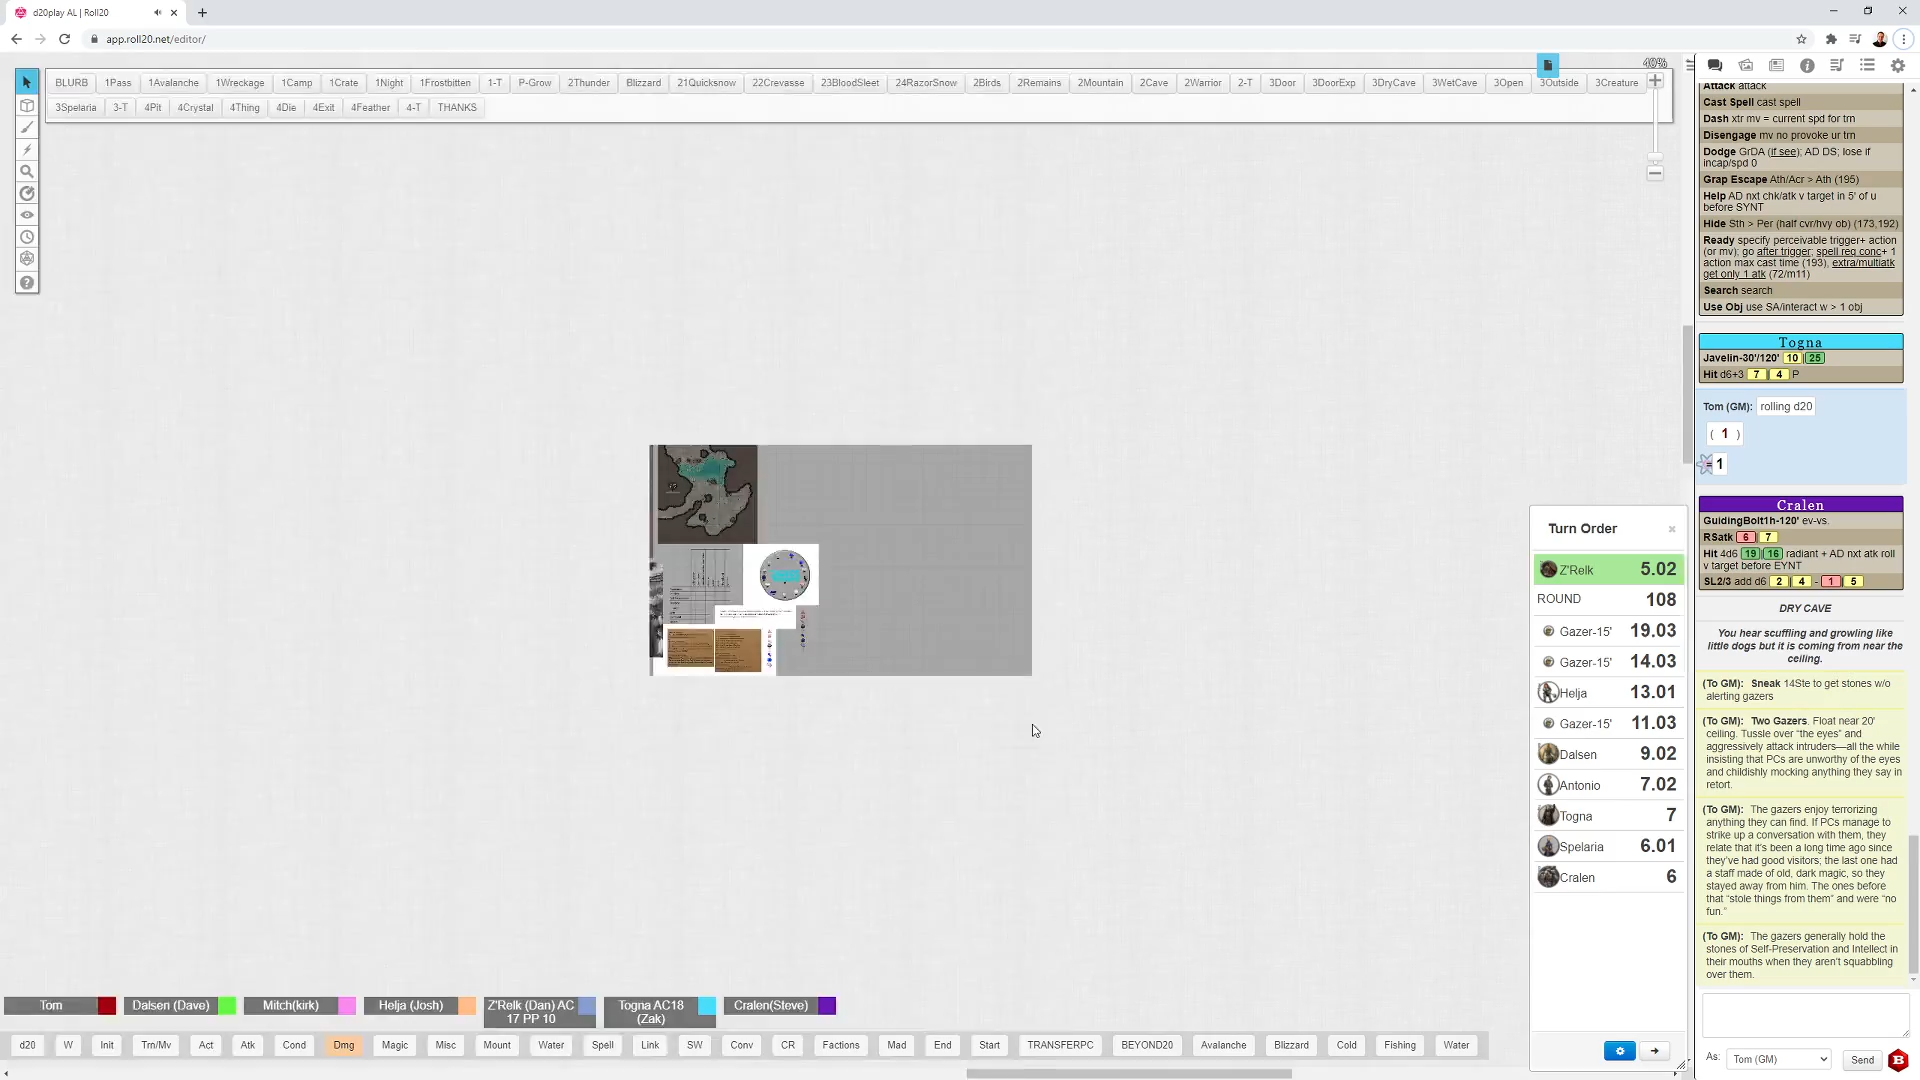 d20play AL | Roll20
app.roll20.net/editor/
BLURB 1Pass 1Avalanche 1Wreckage 1Camp 1Crate 1Night 1Frostbitten 1-T P-Grow 2Thunder Blizzard 21Quicksnow 22Crevasse 23BloodSleet 24RazorSnow 2Birds 2Remains 2Mountain 2Cave 2Warrior 2-T 3Door 3DoorExp 3DryCave 3WetCave 3Open 3Outside 3Creature
3Spelaria 3-T 4Pit 4Crystal 4Thing 4Die 4Exit 4Feather 4-T THANKS
40%
Attack attack
Cast Spell cast spell
Dash xtr mv = current spd for trn
Disengage mv no provoke ur trn
Dodge GrDA (if see); AD DS; lose if
incap/spd 0
Grap Escape Ath/Acr > Ath (195)
Help AD nxt chk/atk v target in 5' of u
before SYNT
Hide Sth > Per (half cvr/hvy ob) (173,192)
Ready specify perceivable trigger+ action
(or mv); go after trigger; spell req conc+ 1
action max cast time (193), extra/multiatk
get only 1 atk (72/m11)
Search search
Use Obj use SA/interact w > 1 obj
Togna
Javelin-30'/120' 10 25
Hit d6+3 7 4 P
Tom (GM): rolling d20
( 1 )
= 1
Cralen
GuidingBolt1h-120' ev-vs.
RSatk 6 7
Hit 4d6 19 16 radiant + AD nxt atk roll
v target before EYNT
SL2/3 add d6 2 4 - 1 5
DRY CAVE
You hear scuffling and growling like
little dogs but it is coming from near the
ceiling.
(To GM): Sneak 14Ste to get stones w/o
alerting gazers
(To GM): Two Gazers. Float near 20'
ceiling. Tussle over “the eyes” and
aggressively attack intruders—all the while
insisting that PCs are unworthy of the eyes
and childishly mocking anything they say in
retort.
(To GM): The gazers enjoy terrorizing
anything they can find. If PCs manage to
strike up a conversation with them, they
relate that it's been a long time ago since
they've had good visitors; the last one had
a staff made of old, dark magic, so they
stayed away from him. The ones before
that “stole things from them” and were “no
fun.”
(To GM): The gazers generally hold the
stones of Self-Preservation and Intellect in
their mouths when they aren't squabbling
over them.
Turn Order
Z'Relk 5.02
ROUND 108
Gazer-15' 19.03
Gazer-15' 14.03
Helja 13.01
Gazer-15' 11.03
Dalsen 9.02
Antonio 7.02
Togna 7
Spelaria 6.01
Cralen 6
Tom Dalsen (Dave) Mitch(kirk) Helja (Josh) Z'Relk (Dan) AC Togna AC18 Cralen(Steve)
17 PP 10 (Zak)
d20 W Init Trn/Mv Act Atk Cond Dmg Magic Misc Mount Water Spell Link SW Conv CR Factions Mad End Start TRANSFERPC BEYOND20 Avalanche Blizzard Cold Fishing Water
As: Tom (GM) Send